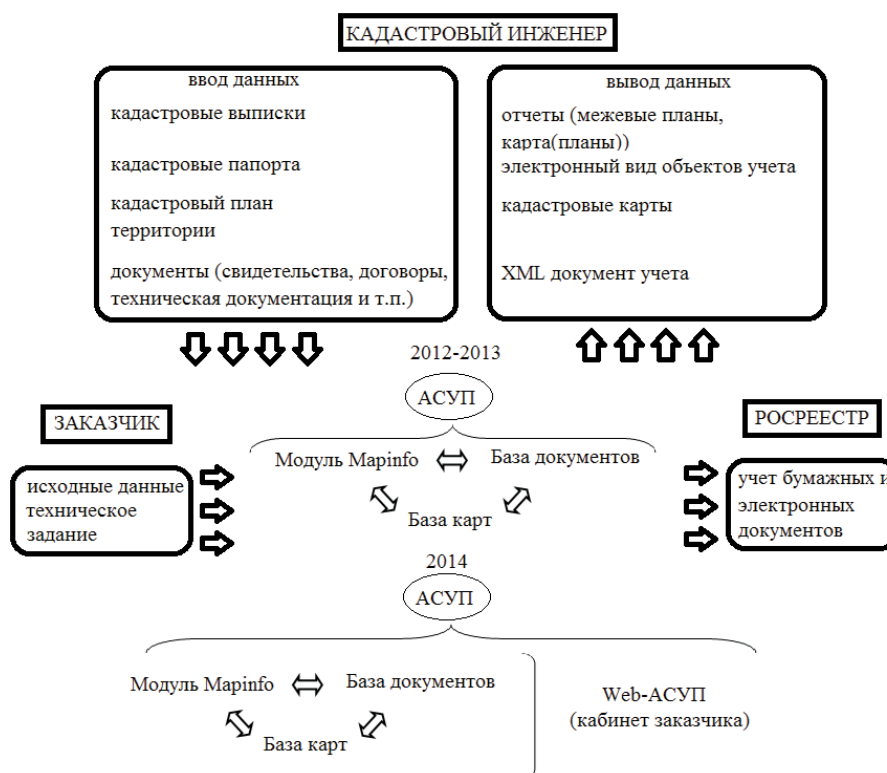 КАДАСТРОВЫЙ ИНЖЕНЕР
ввод данных
кадастровые выписки
кадастровые папорта
кадастровый план
территории
документы (свидетельства, договоры,
техническая документация и т.п.)
вывод данных
отчеты (межевые планы,
карта(планы))
электронный вид объектов учета
кадастровые карты
XML документ учета
2012-2013
АСУП
ЗАКАЗЧИК
исходные данные
техническое
задание
Модуль Mapinfo
База документов
База карт
РОСРЕЕСТР
учет бумажных и
электронных
документов
2014
АСУП
Модуль Mapinfo
База документов
База карт
Web-АСУП
(кабинет заказчика)